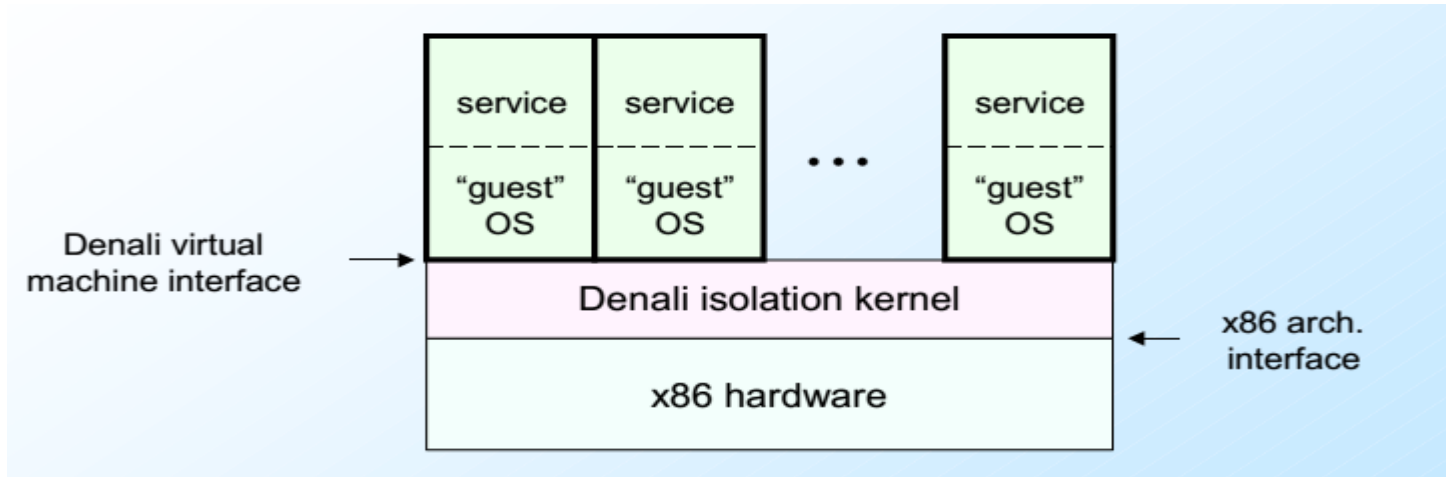 service
"guest"
OS
service
"guest"
OS
• • •
service
"guest"
OS
Denali virtual
machine interface
Denali isolation kernel
x86 arch.
interface
x86 hardware